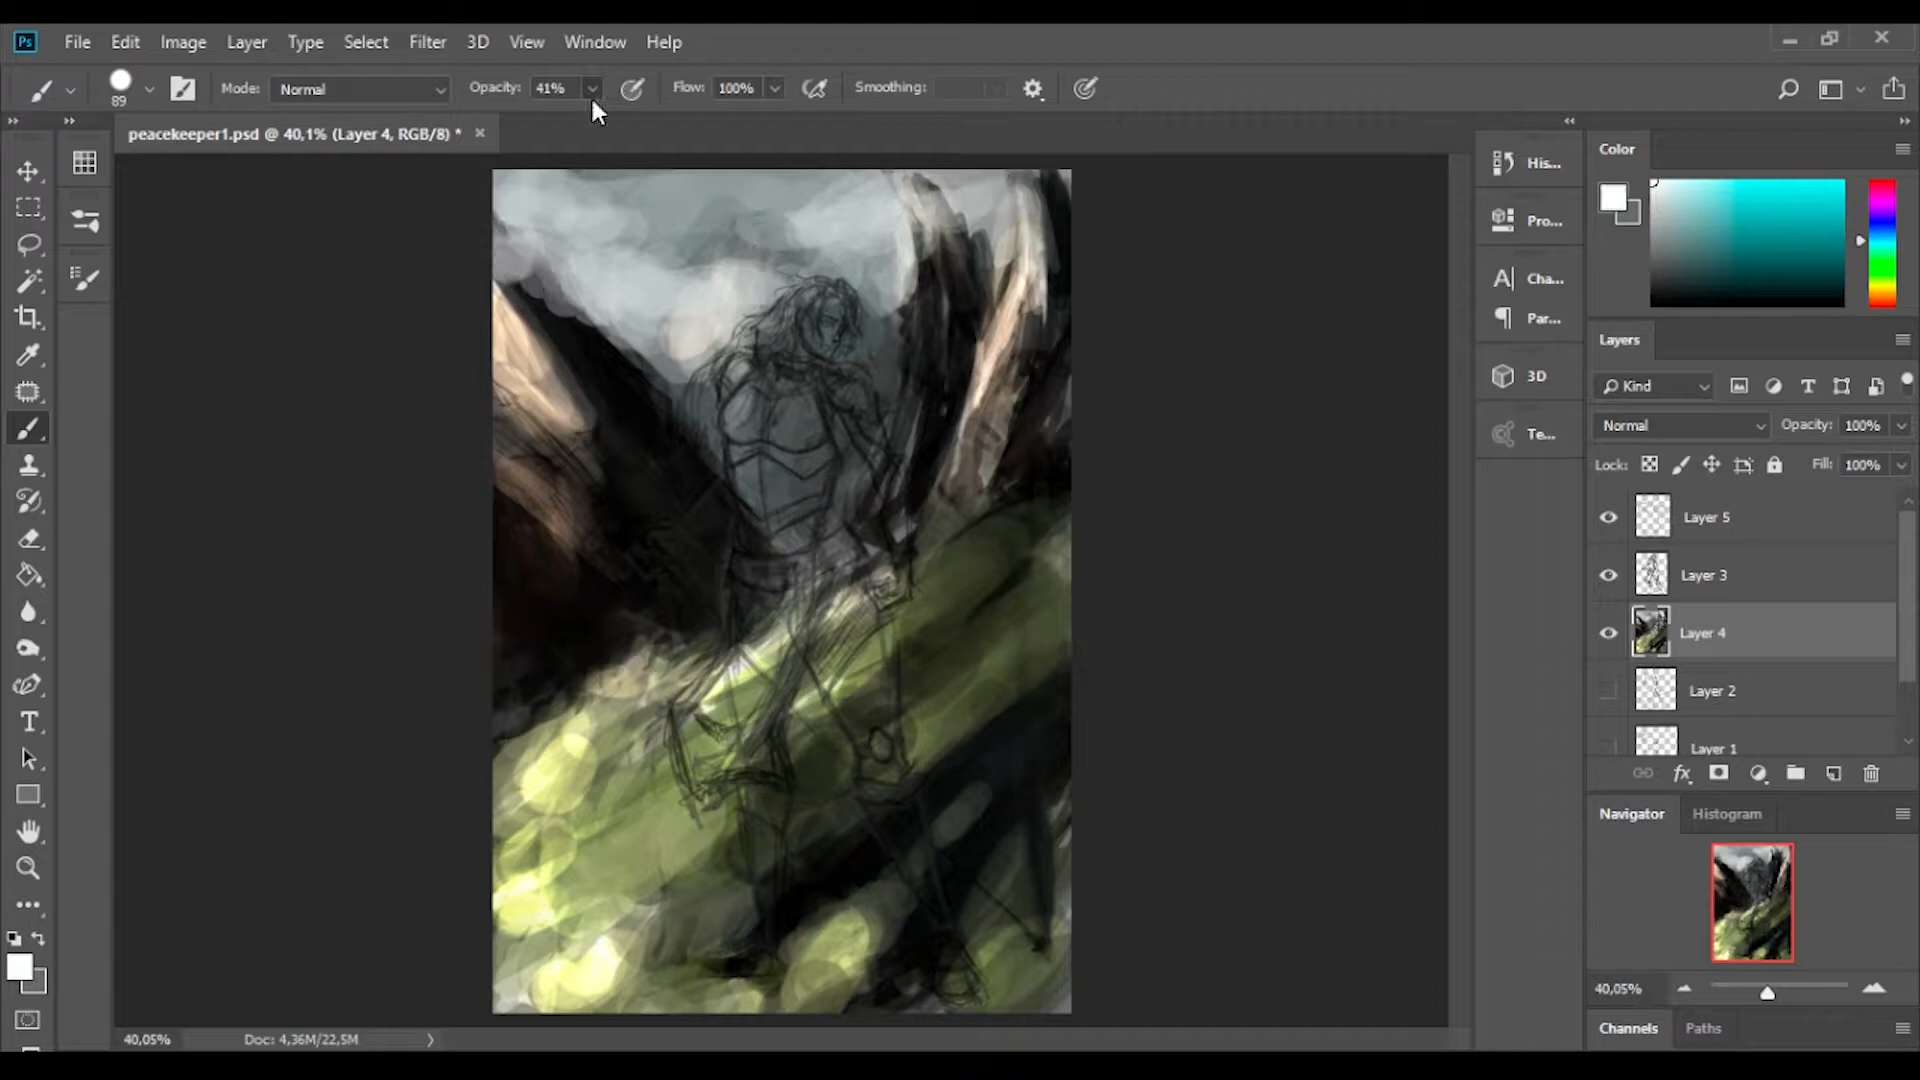 Ps File Edit Image Layer Type Select Filter 3D View Window Help
89 Mode: Normal Opacity: 41% Flow: 100% Smoothing:
peacekeeper1.psd @ 40,1% (Layer 4, RGB/8) *
His...
Pro...
A| Cha...
Par...
3D
Te...
Color
Layers
Kind
Normal Opacity: 100%
Lock: Fill: 100%
Layer 5
Layer 3
Layer 4
Layer 2
Layer 1
fx
Navigator Histogram
40,05%
Channels Paths
40,05% Doc: 4,36M/22,5M